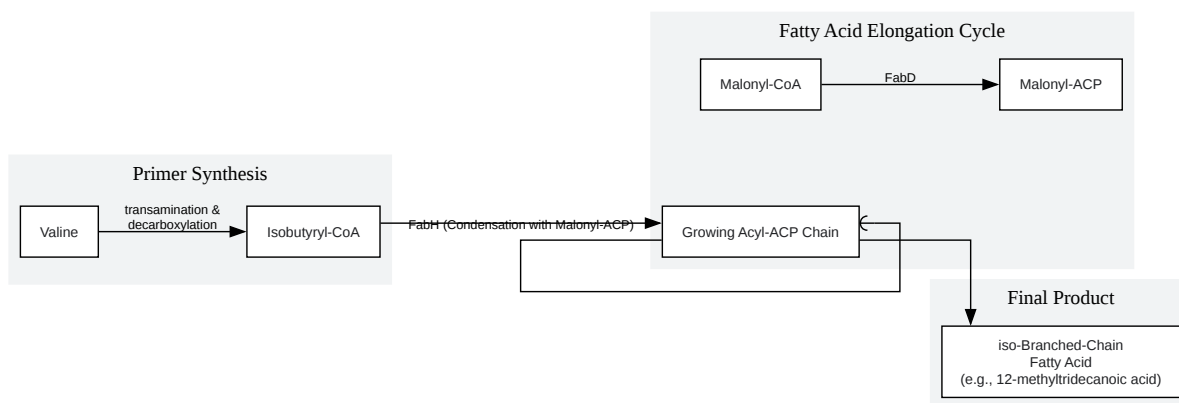 Fatty Acid Elongation Cycle
Malonyl-CoA
FabD
Malonyl-ACP
Primer Synthesis
Valine
transamination &
decarboxylation
Isobutyryl-CoA
FabH (Condensation with Malonyl-ACP)
Growing Acyl-ACP Chain
Final Product
iso-Branched-Chain
Fatty Acid
(e.g., 12-methyltridecanoic acid)